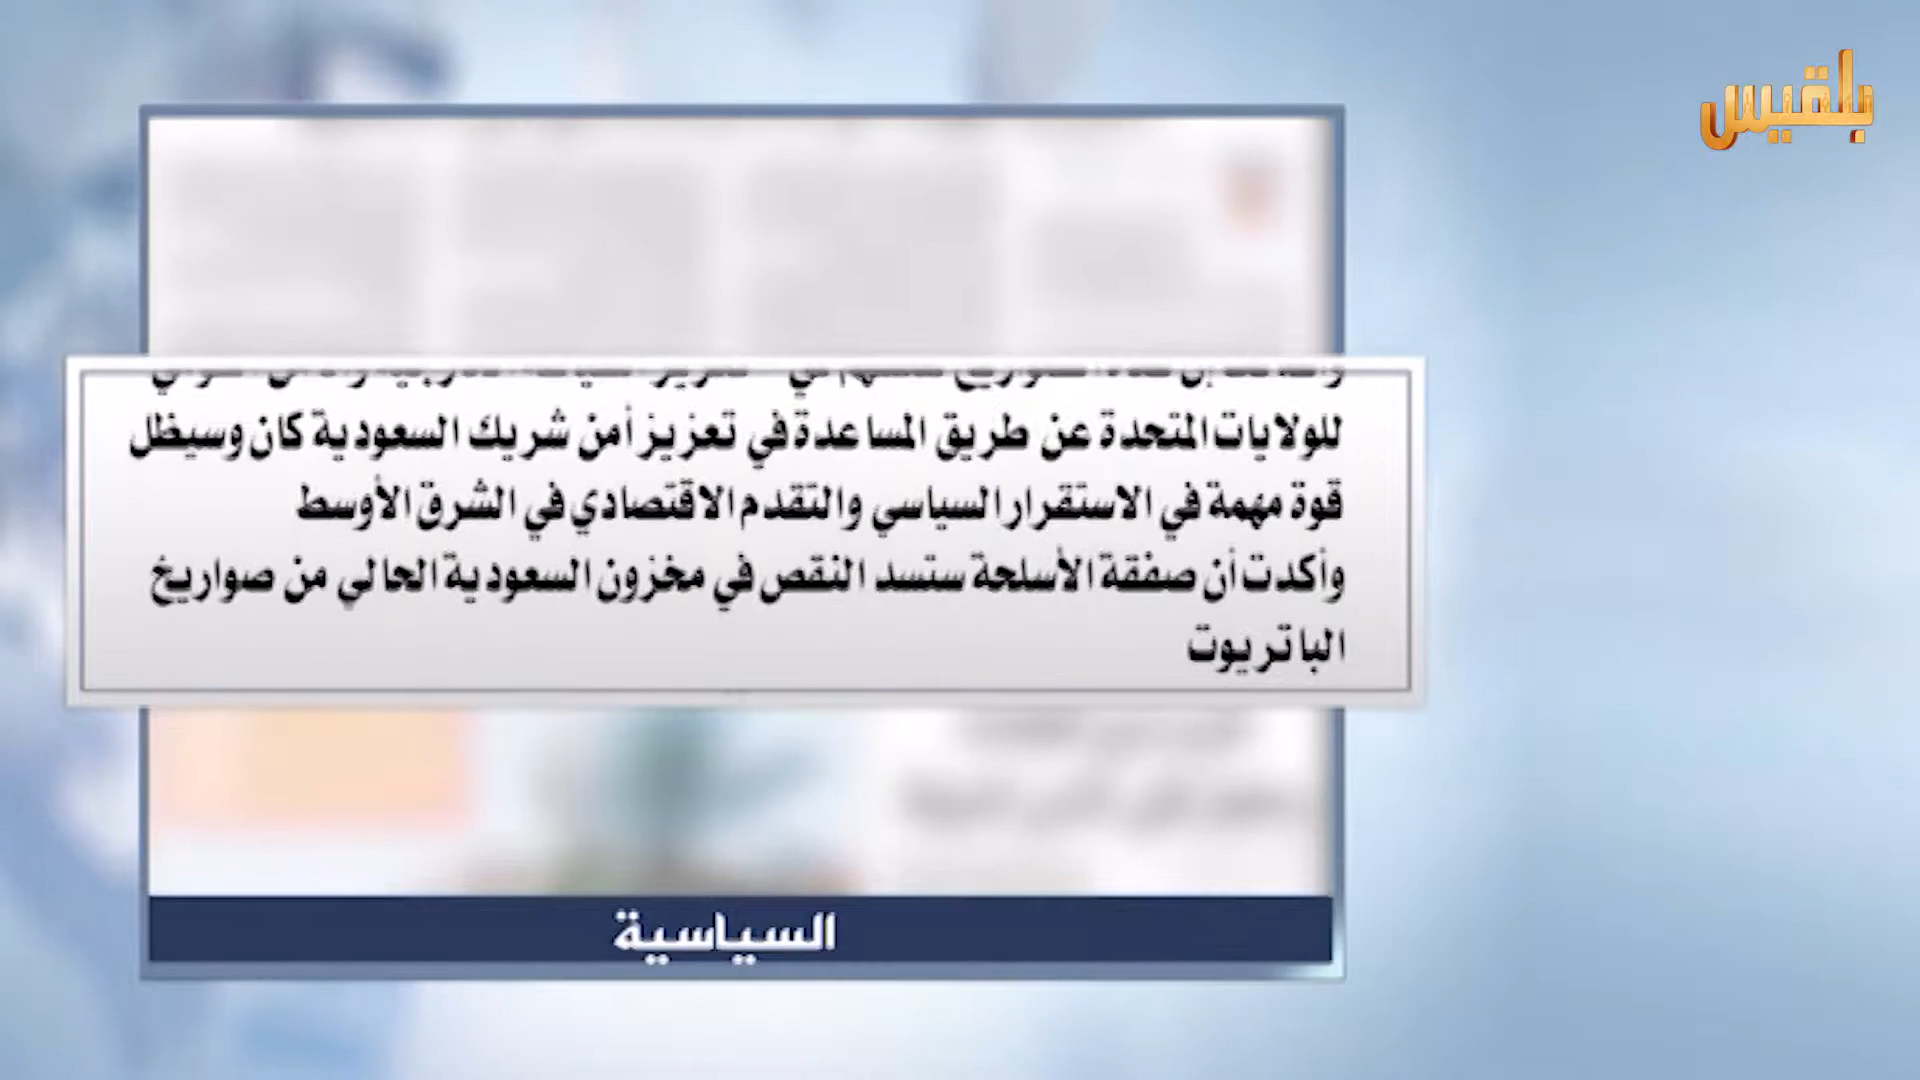 بلقيس
للولايات المتحدة عن طريق المساعدة في تعزيز أمن شريك السعودية كان وسيظل
قوة مهمة في الاستقرار السياسي والتقدم الاقتصادي في الشرق الأوسط
وأكدت أن صفقة الأسلحة ستسد النقص في مخزون السعودية الحالي من صواريخ
الباتريوت
السياسية